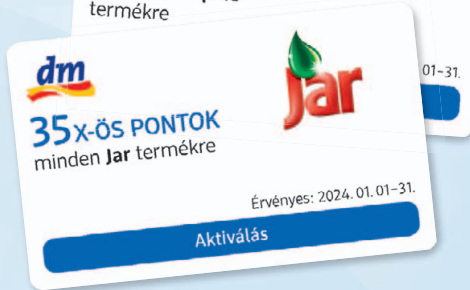 termékre
01-31.
dm
Jar
35x-ÖS PONTOK
minden Jar termékre
Érvényes: 2024. 01. 01-31.
Aktiválás